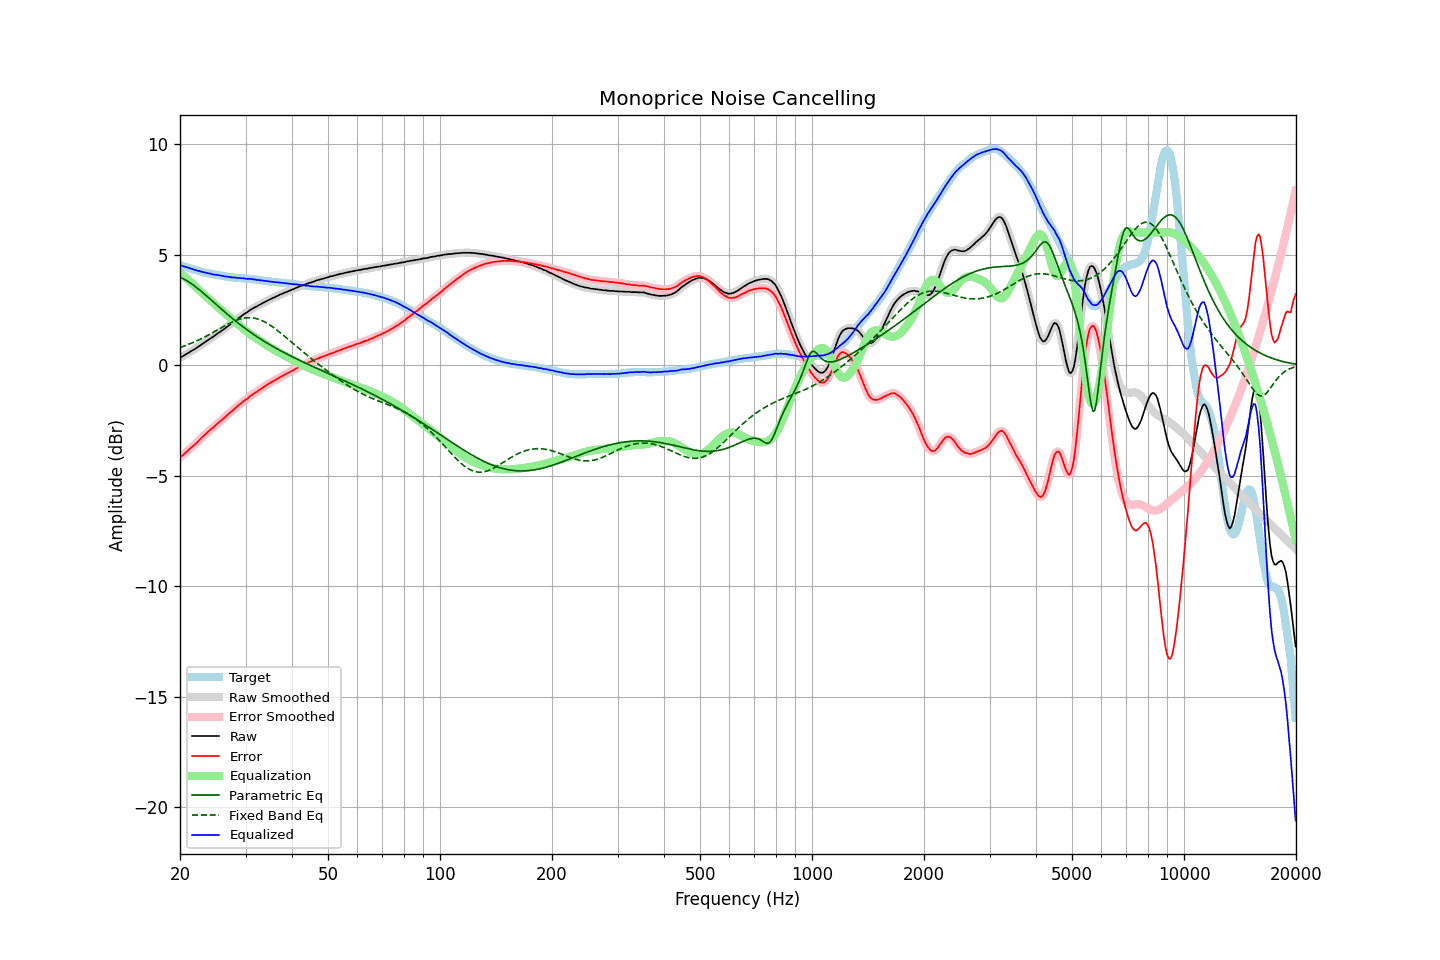 Monoprice Noise Cancelling
Amplitude (dBr)
10
5
0
−5
−10
−15
−20
Target
Raw Smoothed
Error Smoothed
Raw
Error
Equalization
Parametric Eq
Fixed Band Eq
Equalized
20 50 100 200 500 1000 2000 5000 10000 20000
Frequency (Hz)